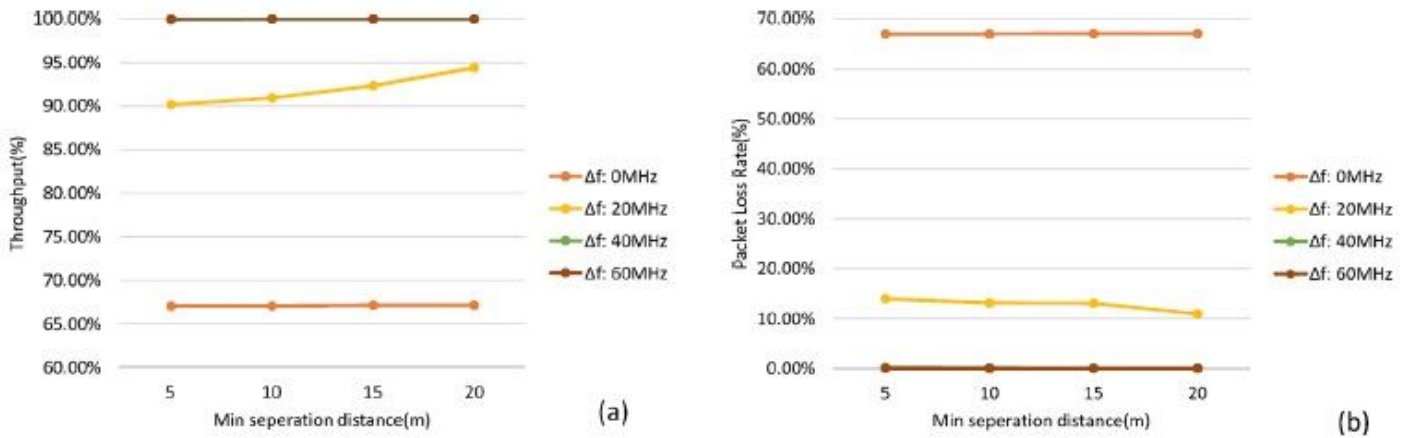 100.00%
95.00%
90.00%
85.00%
80.00%
75.00%
70.00%
65.00%
60.00%
Throughput(%)
5 10 15 20
Min seperation distance(m)
Δf: 0MHz
Δf: 20MHz
Δf: 40MHz
Δf: 60MHz
(a)
70.00%
60.00%
50.00%
40.00%
30.00%
20.00%
10.00%
0.00%
Packet Loss Rate(%)
5 10 15 20
Min seperation distance(m)
Δf: 0MHz
Δf: 20MHz
Δf: 40MHz
Δf: 60MHz
(b)